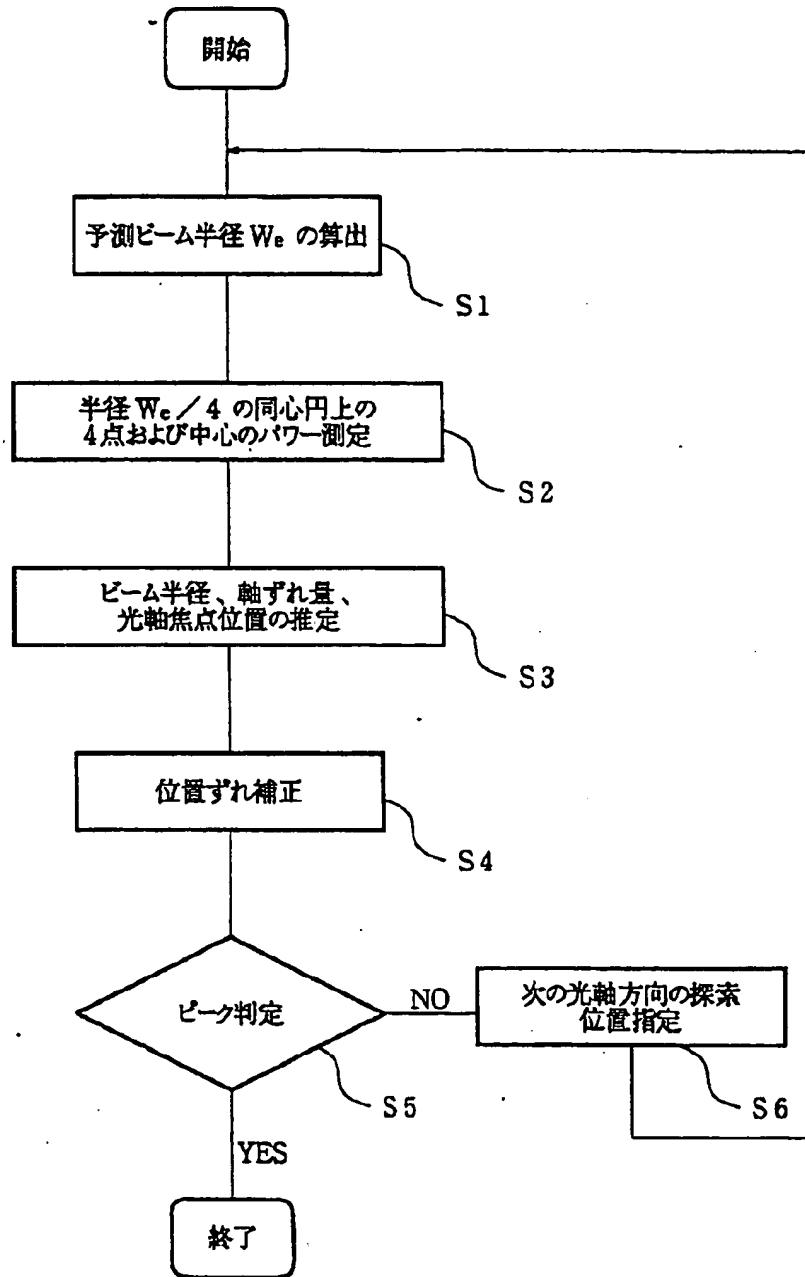 開始
予測ビーム半径Weの算出
S1
半径We／4の同心円上の
4点および中心のパワー測定
S2
ビーム半径、軸ずれ量、
光軸焦点位置の推定
S3
位置ずれ補正
S4
ピーク判定
NO
次の光軸方向の探索
位置指定
S5
S6
YES
終了